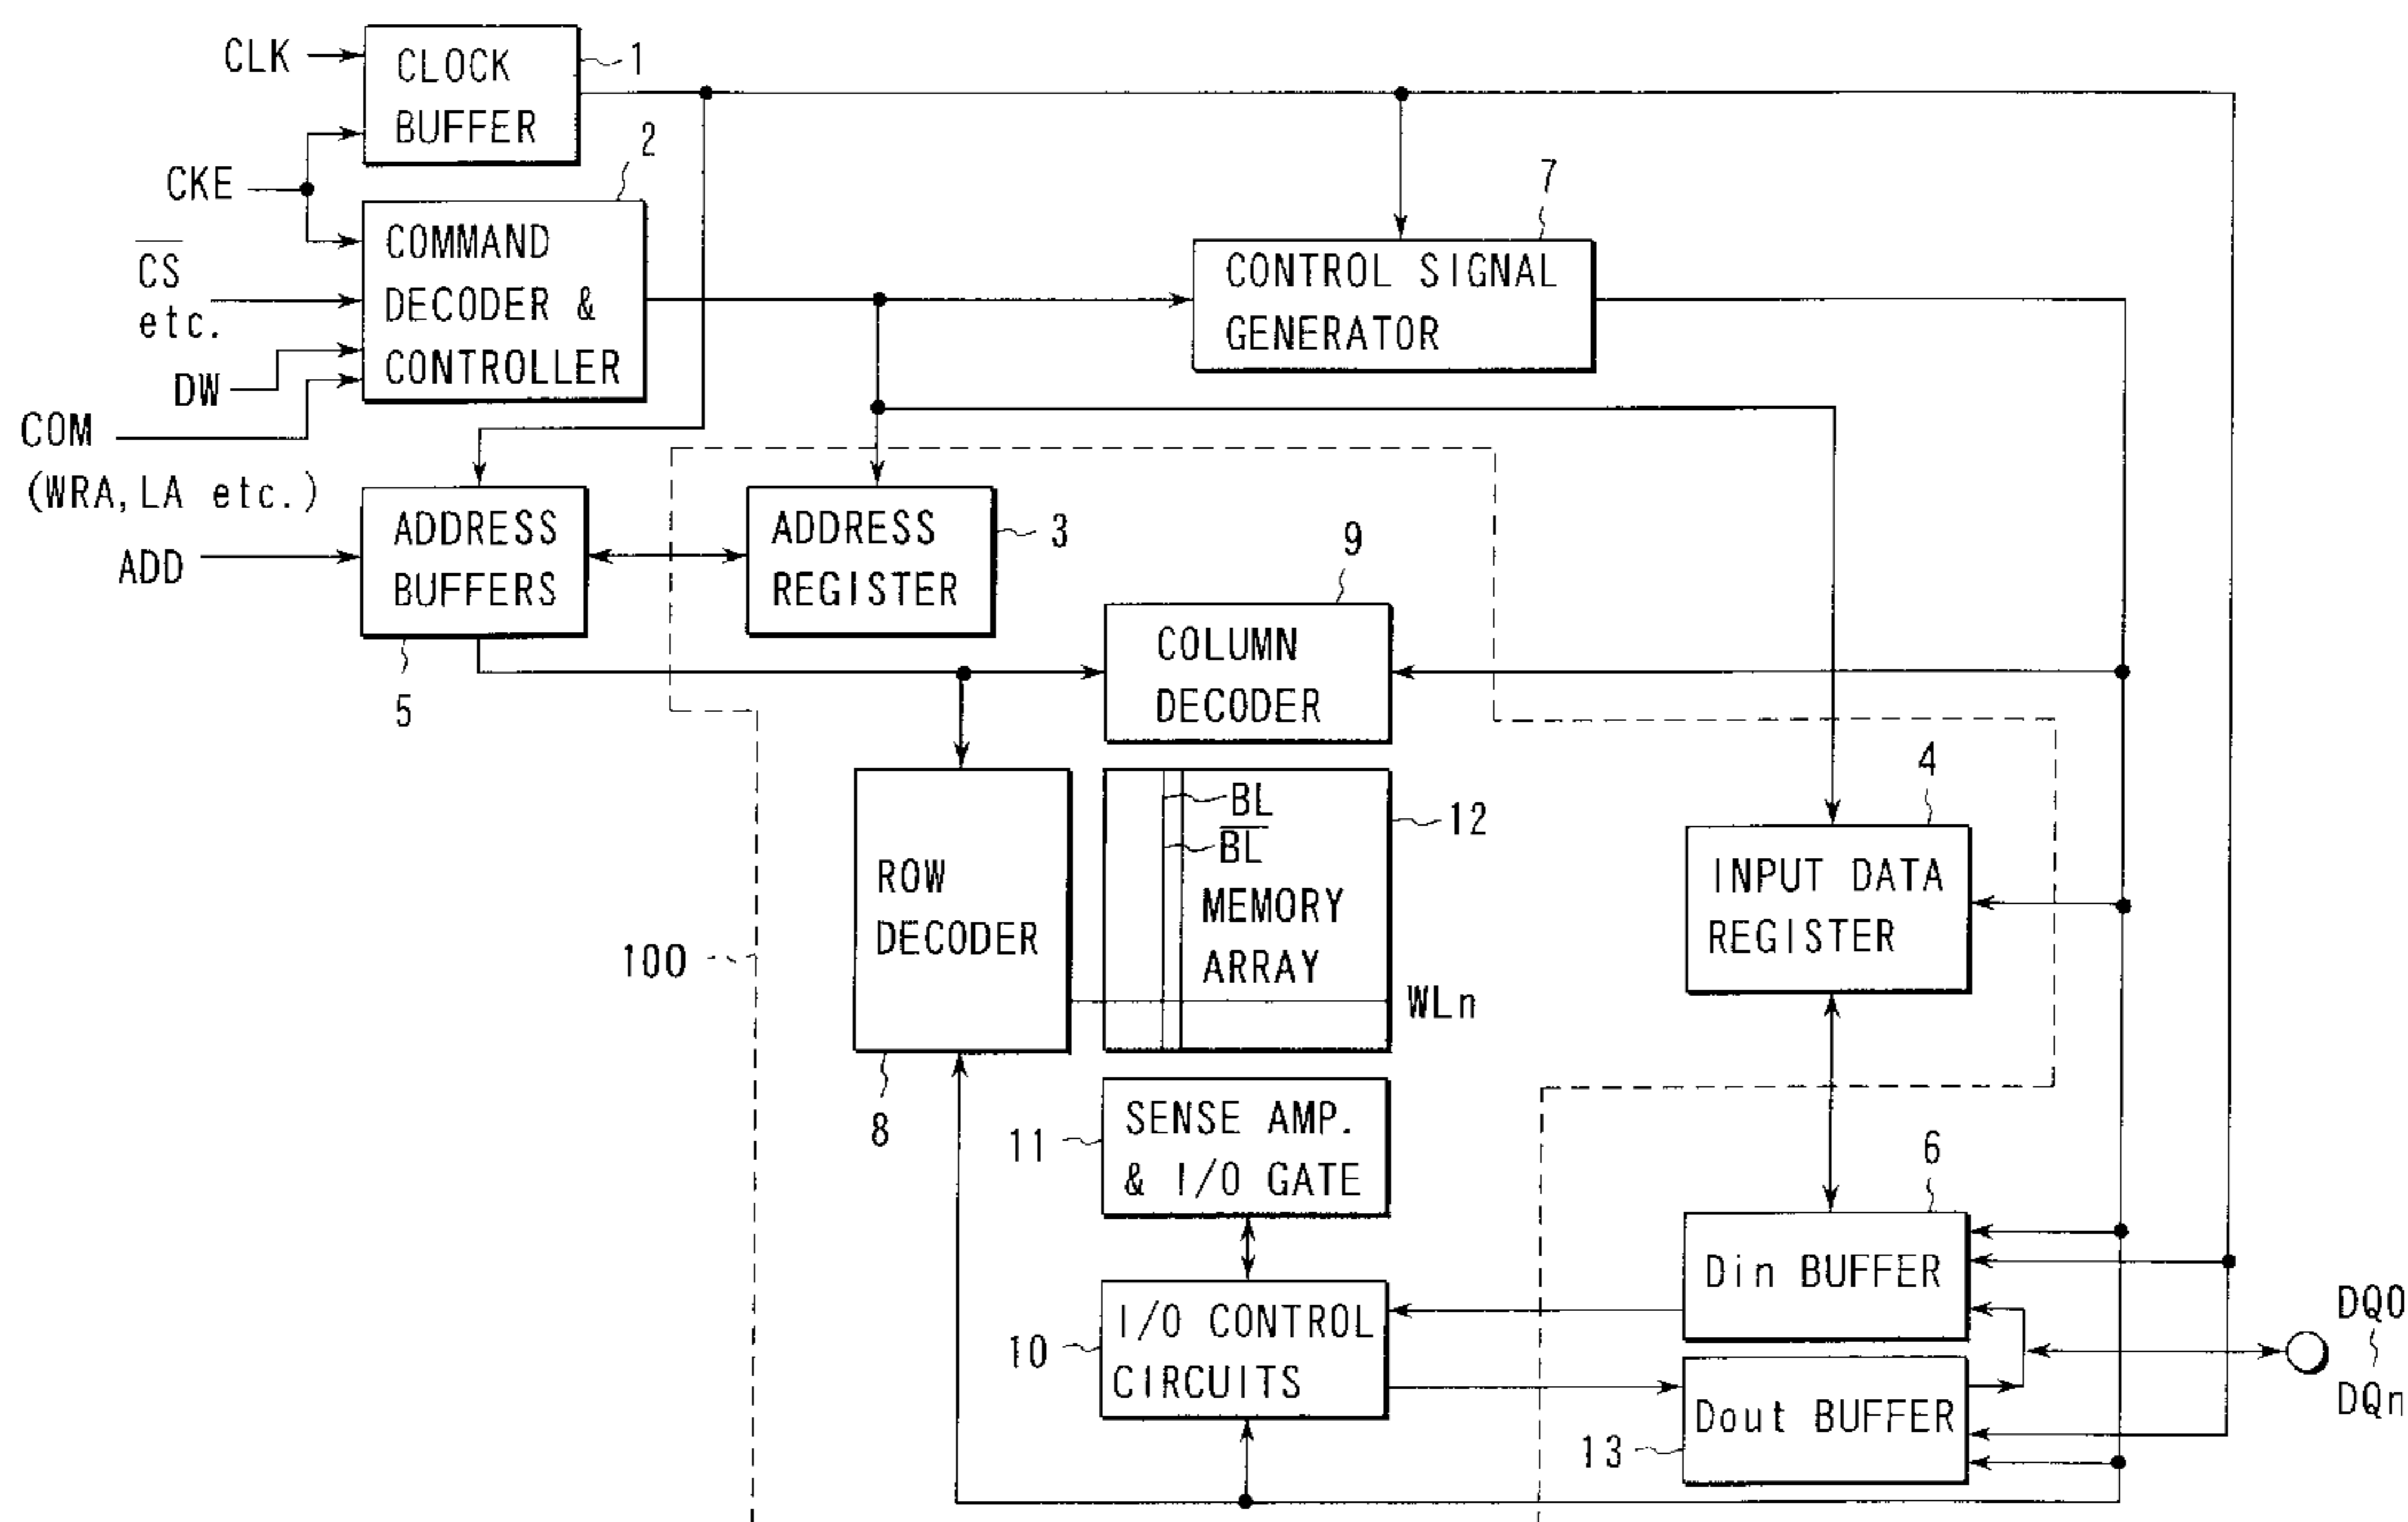 CLK
CLOCK
BUFFER
1
CKE
2
CS
etc.
COMMAND
DECODER &
CONTROLLER
DW
COM
(WRA, LA etc.)
7
CONTROL SIGNAL
GENERATOR
ADD
ADDRESS
BUFFERS
5
ADDRESS
REGISTER
3
9
COLUMN
DECODER
4
INPUT DATA
REGISTER
100
ROW
DECODER
8
BL
BL
MEMORY
ARRAY
12
WLn
11
SENSE AMP.
& I/O GATE
10
I/O CONTROL
CIRCUITS
6
Din BUFFER
Dout BUFFER
13
DQ0
DQn